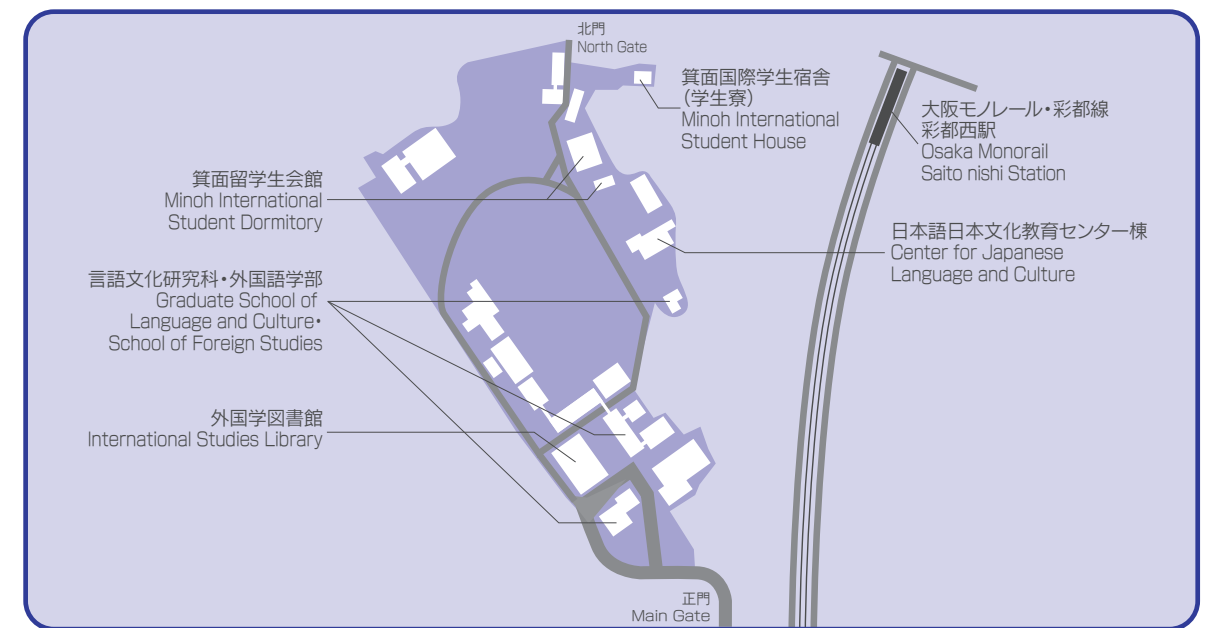 北門
North Gate
箕面国際学生宿舎
(学生寮)
Minoh International
Student House
大阪モノレール・彩都線
彩都西駅
Osaka Monorail
Saito nishi Station
箕面留学生会館
Minoh International
Student Dormitory
日本語日本文化教育センター棟
Center for Japanese
Language and Culture
言語文化研究科・外国語学部
Graduate School of
Language and Culture・
School of Foreign Studies
外国学図書館
International Studies Library
正門
Main Gate